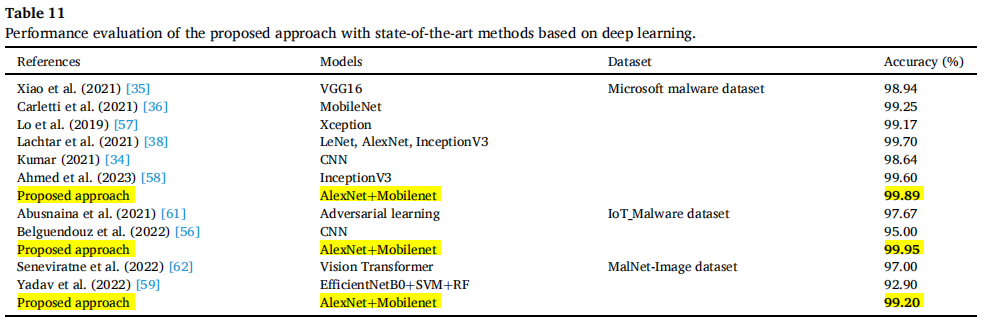 Table 11
Performance evaluation of the proposed approach with state-of-the-art methods based on deep learning.
References Models Dataset Accuracy (%)
Xiao et al. (2021) [35] VGG16 Microsoft malware dataset 98.94
Carletti et al. (2021) [36] MobileNet 99.25
Lo et al. (2019) [57] Xception 99.17
Lachtar et al. (2021) [38] LeNet, AlexNet, InceptionV3 99.70
Kumar (2021) [34] CNN 98.64
Ahmed et al. (2023) [58] InceptionV3 99.60
Proposed approach AlexNet+Mobilenet 99.89
Abusnaina et al. (2021) [61] Adversarial learning IoT_Malware dataset 97.67
Belguendouz et al. (2022) [56] CNN 95.00
Proposed approach AlexNet+Mobilenet 99.95
Seneviratne et al. (2022) [62] Vision Transformer MalNet-Image dataset 97.00
Yadav et al. (2022) [59] EfficientNetB0+SVM+RF 92.90
Proposed approach AlexNet+Mobilenet 99.20